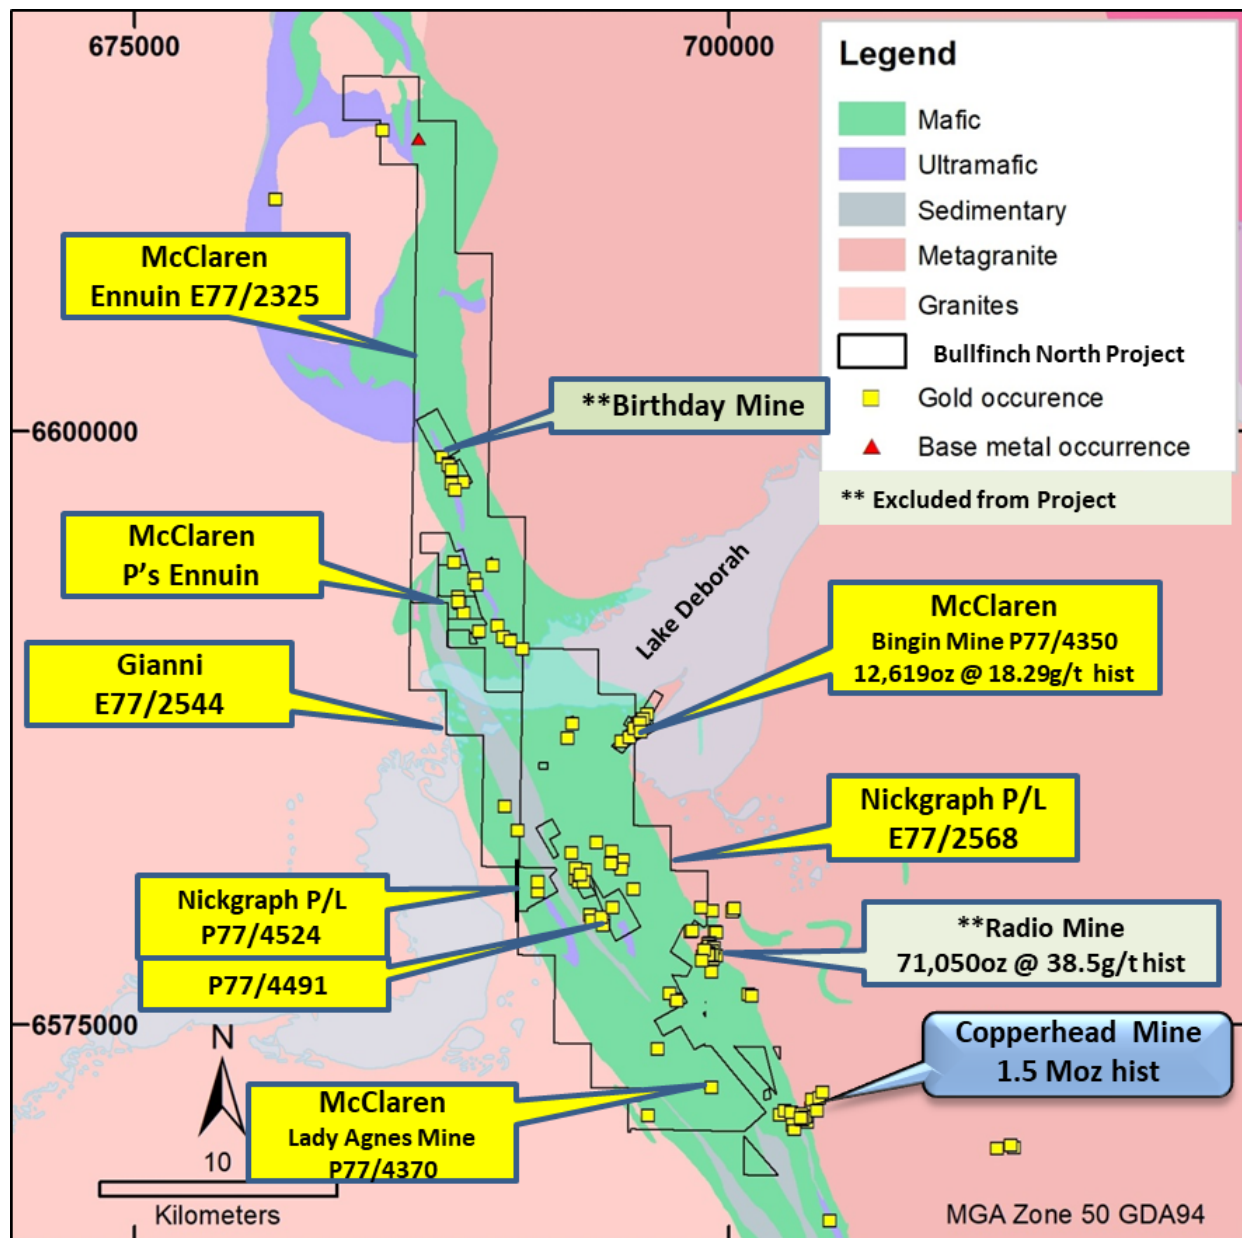 675000
700000
Legend
Mafic
Ultramafic
Sedimentary
Metagranite
Granites
Bullfinch North Project
Gold occurence
Base metal occurrence
** Excluded from Project
McClaren
Ennuin E77/2325
6600000
**Birthday Mine
McClaren
P's Ennuin
Lake Deborah
McClaren
Bingin Mine P77/4350
12,619oz @ 18.29g/t hist
Gianni
E77/2544
Nickgraph P/L
E77/2568
Nickgraph P/L
P77/4524
P77/4491
**Radio Mine
71,050oz @ 38.5g/t hist
6575000
N
Copperhead Mine
1.5 Moz hist
McClaren
Lady Agnes Mine
P77/4370
10
Kilometers
MGA Zone 50 GDA94